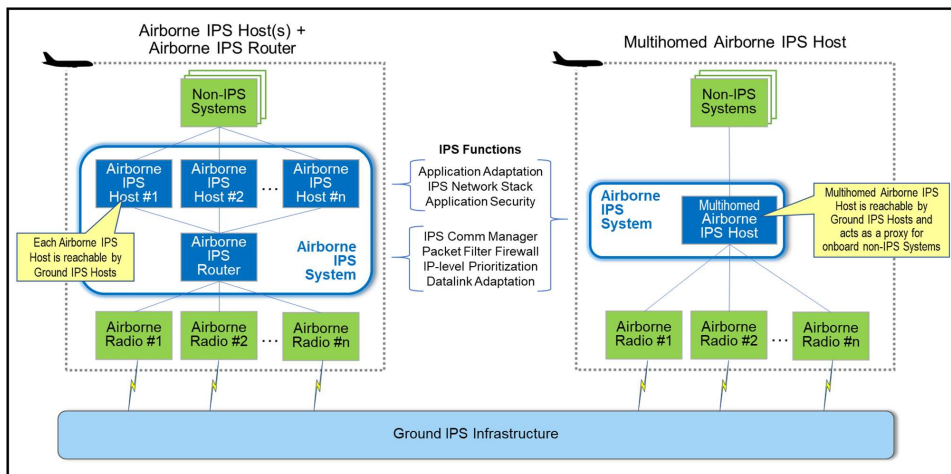 Airborne IPS Host(s) +
Airborne IPS Router
Non-IPS
Systems
Airborne
IPS
Host #1
Airborne
IPS
Host #2
...
Airborne
IPS
Host #n
Each Airborne IPS
Host is reachable by
Ground IPS Hosts
Airborne
IPS
Router
Airborne
IPS
System
Airborne
Radio #1
Airborne
Radio #2
...
Airborne
Radio #n
IPS Functions
Application Adaptation
IPS Network Stack
Application Security
IPS Comm Manager
Packet Filter Firewall
IP-level Prioritization
Datalink Adaptation
Multihomed Airborne IPS Host
Non-IPS
Systems
Airborne
IPS
System
Multihomed
Airborne
IPS Host
Multihomed Airborne IPS
Host is reachable by
Ground IPS Hosts and
acts as a proxy for
onboard non-IPS Systems
Airborne
Radio #1
Airborne
Radio #2
...
Airborne
Radio #n
Ground IPS Infrastructure